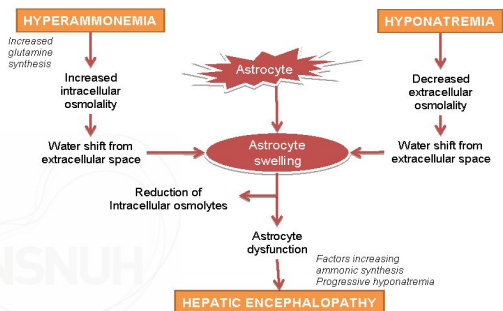 HYPERAMMONEMIA
HYPONATREMIA
Increased
glutamine
synthesis
Increased
intracellular
osmolality
Astrocyte
Decreased
extracellular
osmolality
Water shift from
extracellular space
Astrocyte
swelling
Water shift from
extracellular space
Reduction of
Intracellular osmolytes
Astrocyte
dysfunction
Factors increasing
ammonic synthesis
Progressive hyponatremia
NSNUH
HEPATIC ENCEPHALOPATHY